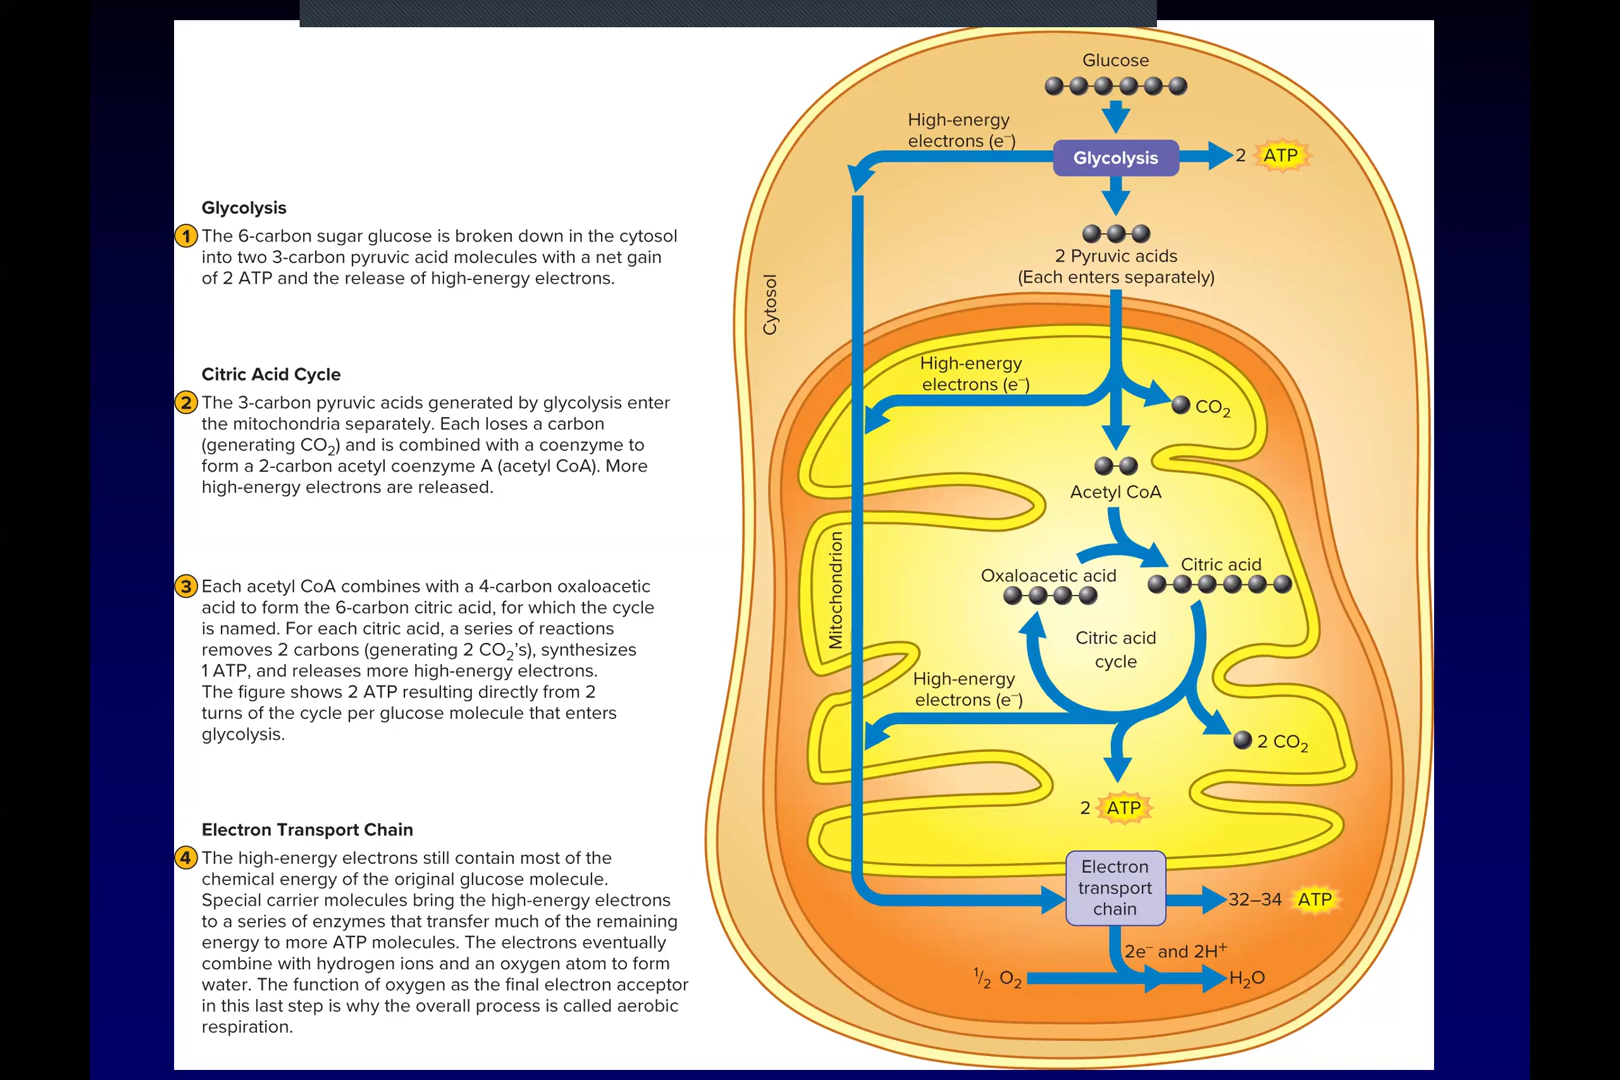 Glycolysis
1 The 6-carbon sugar glucose is broken down in the cytosol
into two 3-carbon pyruvic acid molecules with a net gain
of 2 ATP and the release of high-energy electrons.
Citric Acid Cycle
2 The 3-carbon pyruvic acids generated by glycolysis enter
the mitochondria separately. Each loses a carbon
(generating CO₂) and is combined with a coenzyme to
form a 2-carbon acetyl coenzyme A (acetyl CoA). More
high-energy electrons are released.
3 Each acetyl CoA combines with a 4-carbon oxaloacetic
acid to form the 6-carbon citric acid, for which the cycle
is named. For each citric acid, a series of reactions
removes 2 carbons (generating 2 CO₂’s), synthesizes
1 ATP, and releases more high-energy electrons.
The figure shows 2 ATP resulting directly from 2
turns of the cycle per glucose molecule that enters
glycolysis.
Electron Transport Chain
4 The high-energy electrons still contain most of the
chemical energy of the original glucose molecule.
Special carrier molecules bring the high-energy electrons
to a series of enzymes that transfer much of the remaining
energy to more ATP molecules. The electrons eventually
combine with hydrogen ions and an oxygen atom to form
water. The function of oxygen as the final electron acceptor
in this last step is why the overall process is called aerobic
respiration.
Glucose
High-energy
electrons (e⁻)
Glycolysis
2 ATP
2 Pyruvic acids
(Each enters separately)
Cytosol
High-energy
electrons (e⁻)
CO₂
Acetyl CoA
Mitochondrion
Oxaloacetic acid
Citric acid
Citric acid
cycle
High-energy
electrons (e⁻)
2 CO₂
2 ATP
Electron
transport
chain
32–34 ATP
2e⁻ and 2H⁺
1/2 O₂
H₂O